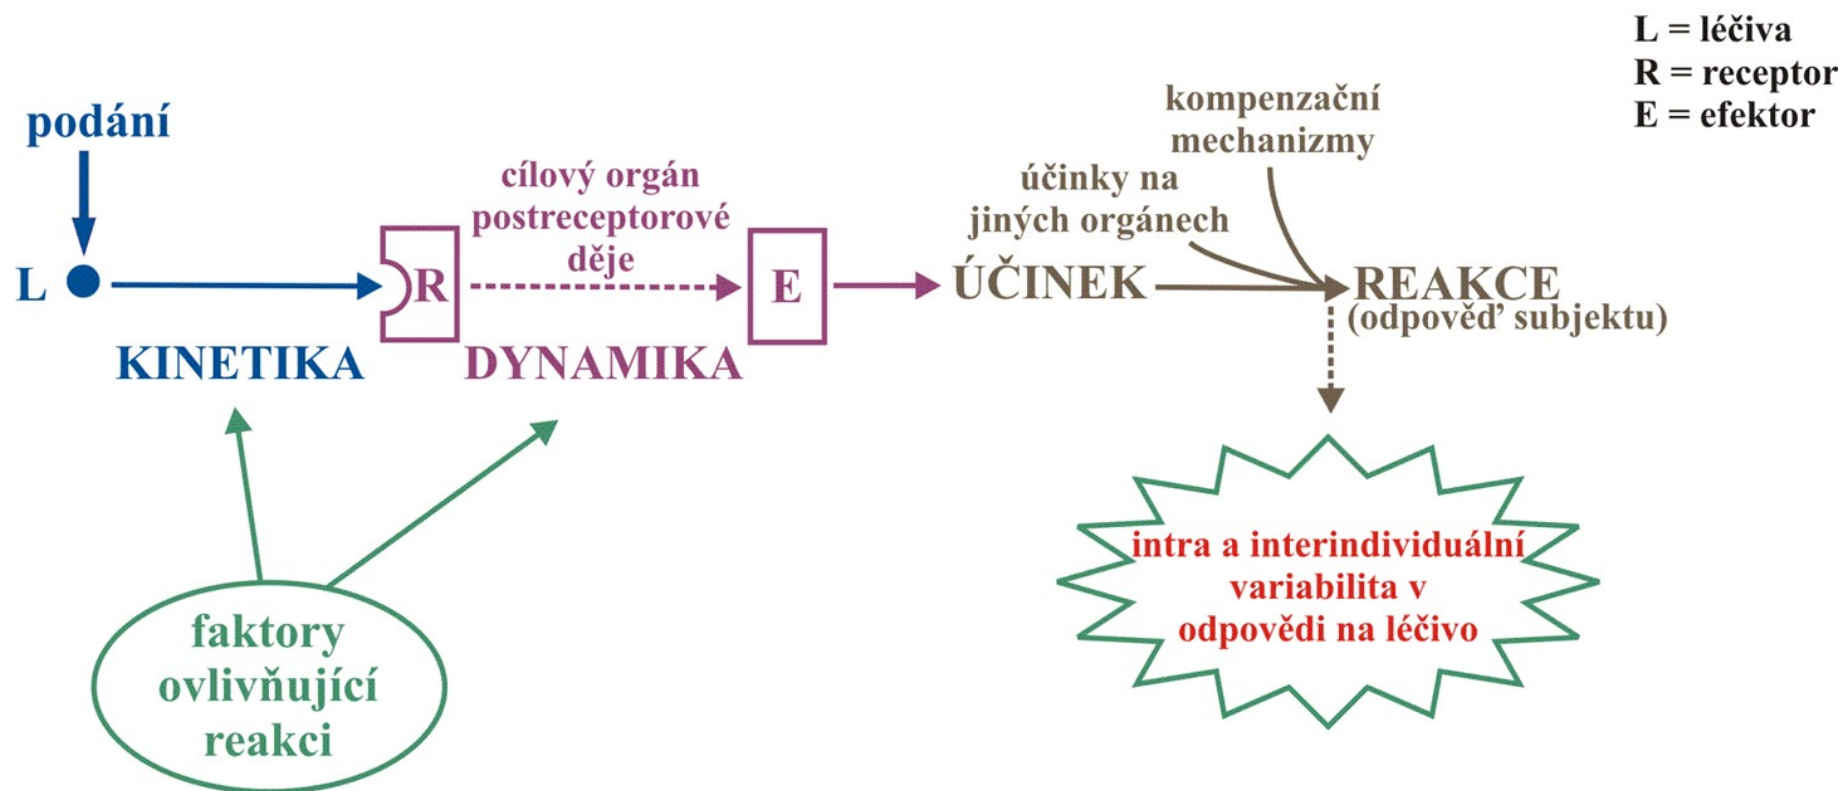 L = léčiva
R = receptor
E = efektor
podání
L
KINETIKA
R
cílový orgán
postreceptorové
děje
DYNAMIKA
E
ÚČINEK
účinky na
jiných orgánech
kompenzační
mechanizmy
REAKCE
(odpověď subjektu)
faktory
ovlivňující
reakci
intra a interindividuální
variabilita v
odpovědi na léčivo